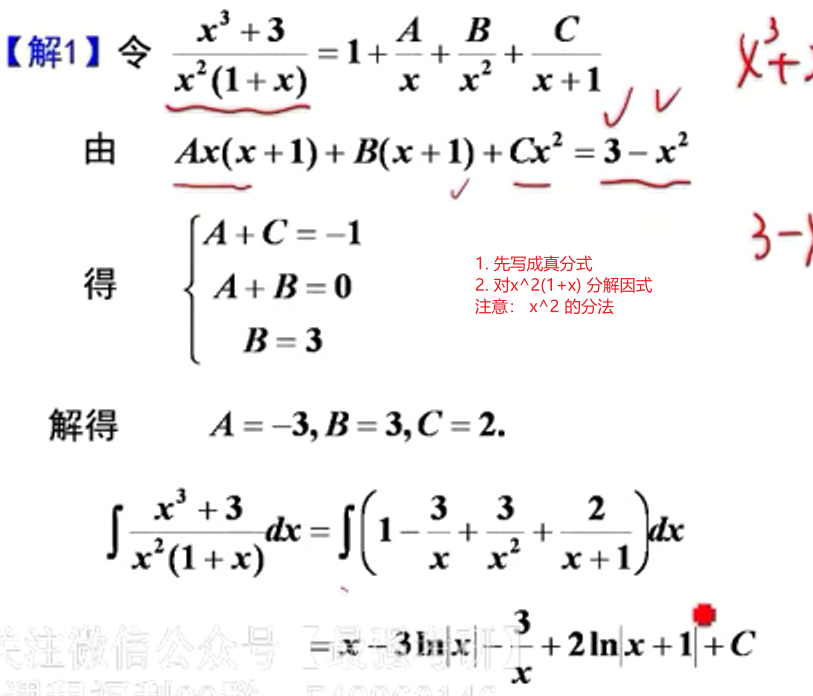 【解1】令 \frac{x^3+3}{x^2(1+x)} = 1 + \frac{A}{x} + \frac{B}{x^2} + \frac{C}{x+1}
x^3+
由 Ax(x+1) + B(x+1) + Cx^2 = 3 - x^2
3-
得 \begin{cases} A + C = -1 \\ A + B = 0 \\ B = 3 \end{cases}
1. 先写成真分式
2. 对x^2(1+x) 分解因式
注意： x^2 的分法
解得 A = -3, B = 3, C = 2.
\int \frac{x^3+3}{x^2(1+x)} dx = \int \left( 1 - \frac{3}{x} + \frac{3}{x^2} + \frac{2}{x+1} \right) dx
= x - 3\ln|x| - \frac{3}{x} + 2\ln|x+1| + C
关注微信公众号